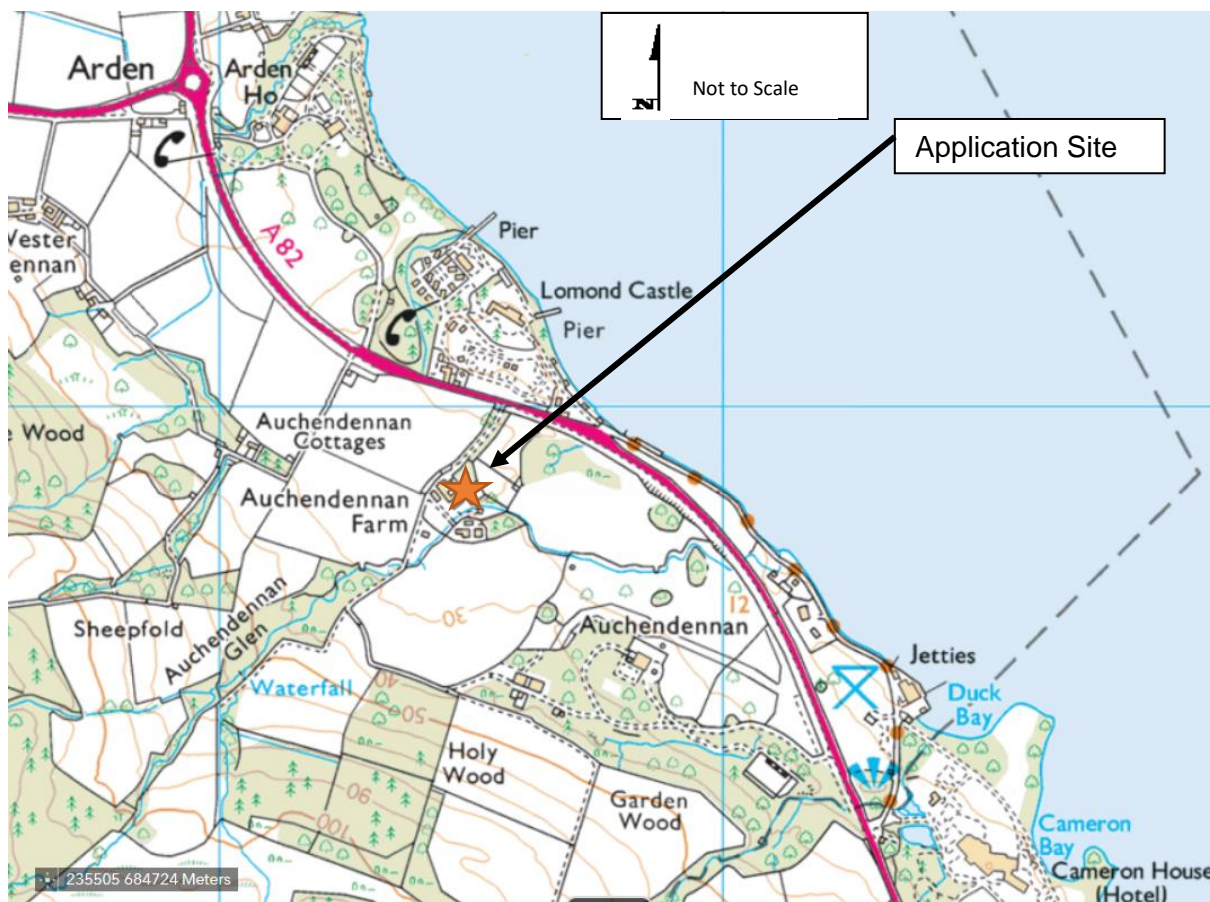 Arden
Arden
Ho
N
Not to Scale
Application Site
A 82
Pier
Lomond Castle
Pier
Wester
ennan
e Wood
Auchendennan
Cottages
Auchendennan
Farm
Sheepfold
Auchendennan
Glen
Waterfall
30
12
Auchendennan
Jetties
Duck
Bay
40
50
90
100
Holy
Wood
Garden
Wood
Cameron
Bay
Cameron House
(Hotel)
235505 684724 Meters